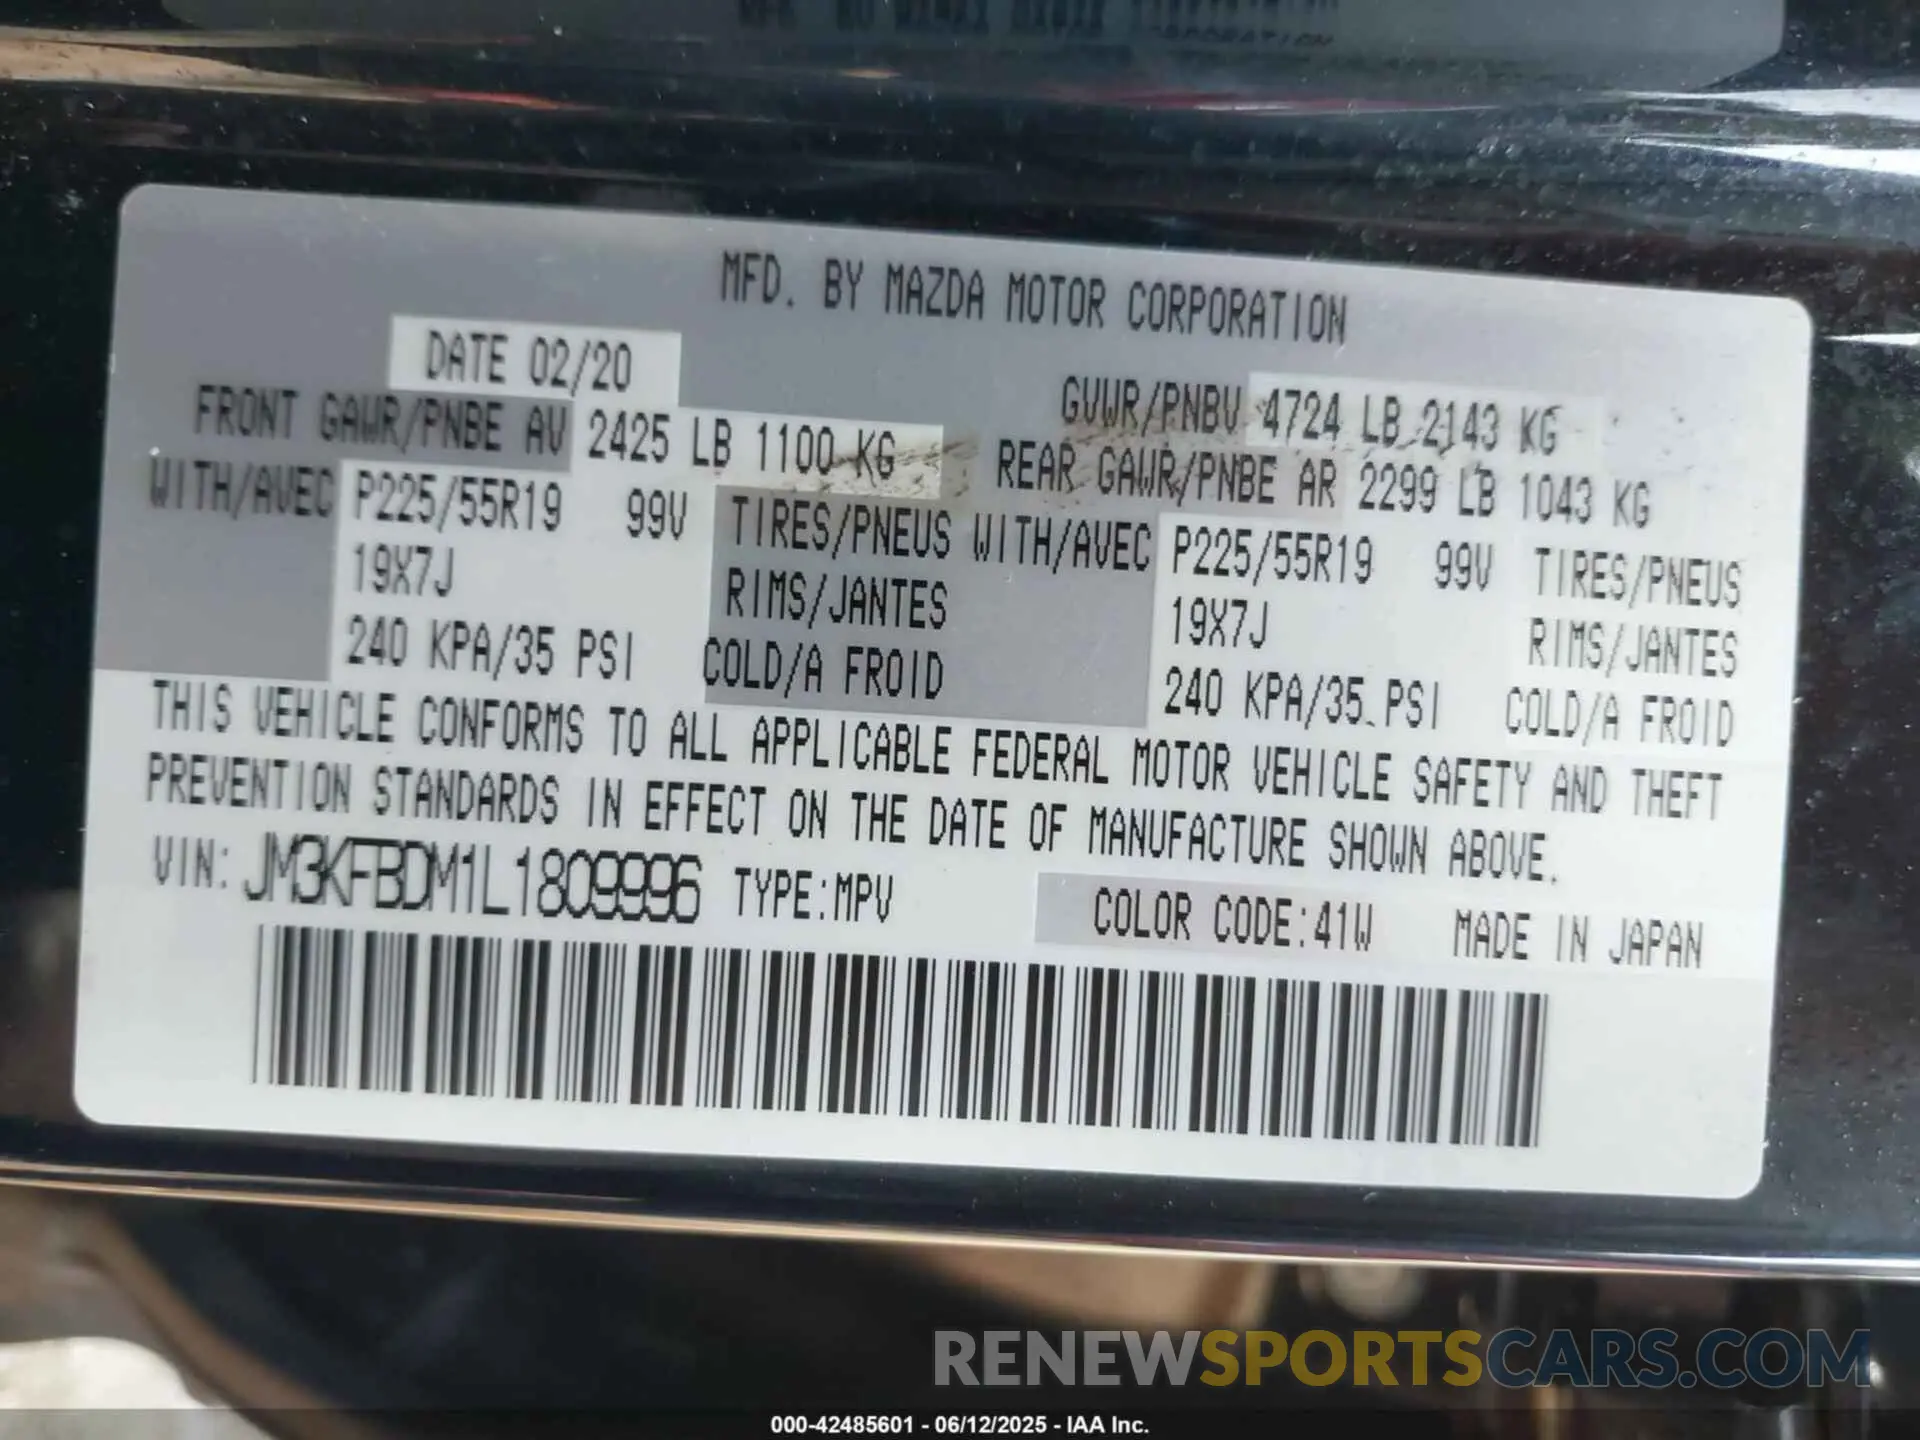 MFD. BY MAZDA MOTOR CORPORATION
DATE 02/20
GVWR/PNBV 4724 LB 2143 KG
FRONT GAWR/PNBE AV 2425 LB 1100 KG
REAR GAWR/PNBE AR 2299 LB 1043 KG
WITH/AVEC P225/55R19 99V TIRES/PNEUS WITH/AVEC P225/55R19 99V TIRES/PNEUS
19X7J RIMS/JANTES 19X7J RIMS/JANTES
240 KPA/35 PSI COLD/A FROID 240 KPA/35 PSI COLD/A FROID
THIS VEHICLE CONFORMS TO ALL APPLICABLE FEDERAL MOTOR VEHICLE SAFETY AND THEFT
PREVENTION STANDARDS IN EFFECT ON THE DATE OF MANUFACTURE SHOWN ABOVE.
VIN: JM3KFBDM1L1809996 TYPE:MPV COLOR CODE:41W MADE IN JAPAN
RENEWSPORTSCARS.COM
000-42485601 - 06/12/2025 - IAA Inc.